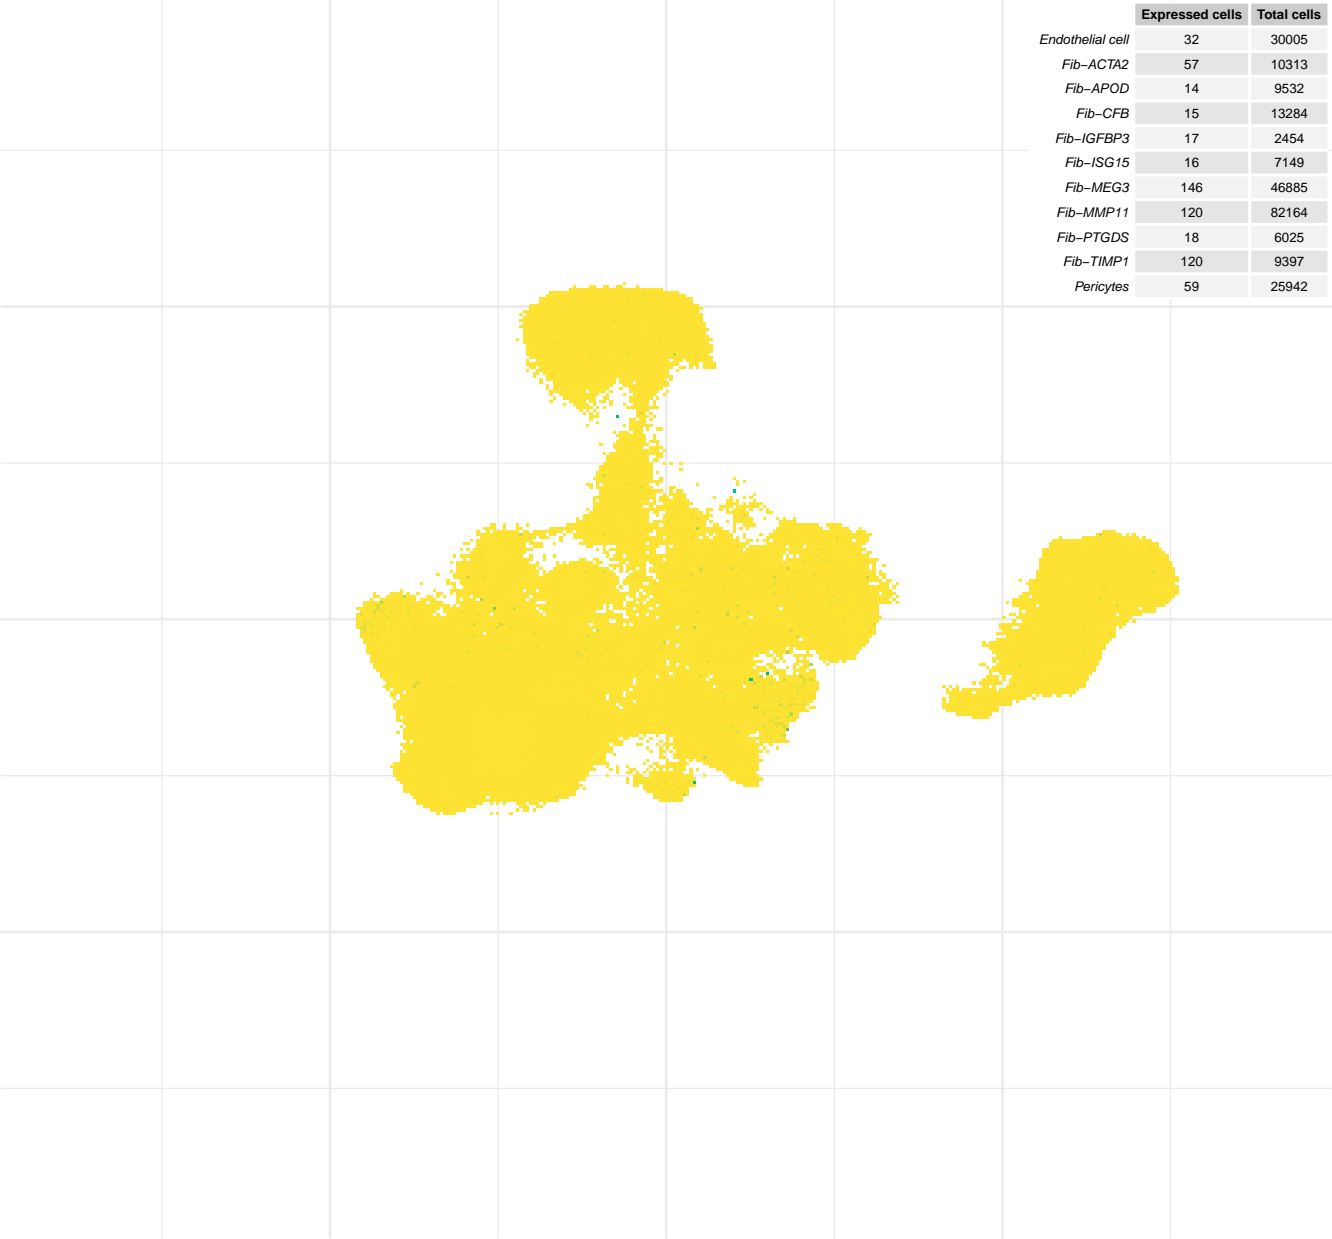 Expressed cells Total cells
Endothelial cell 32 30005
Fib−ACTA2 57 10313
Fib−APOD 14 9532
Fib−CFB 15 13284
Fib−IGFBP3 17 2454
Fib−ISG15 16 7149
Fib−MEG3 146 46885
Fib−MMP11 120 82164
Fib−PTGDS 18 6025
Fib−TIMP1 120 9397
Pericytes 59 25942